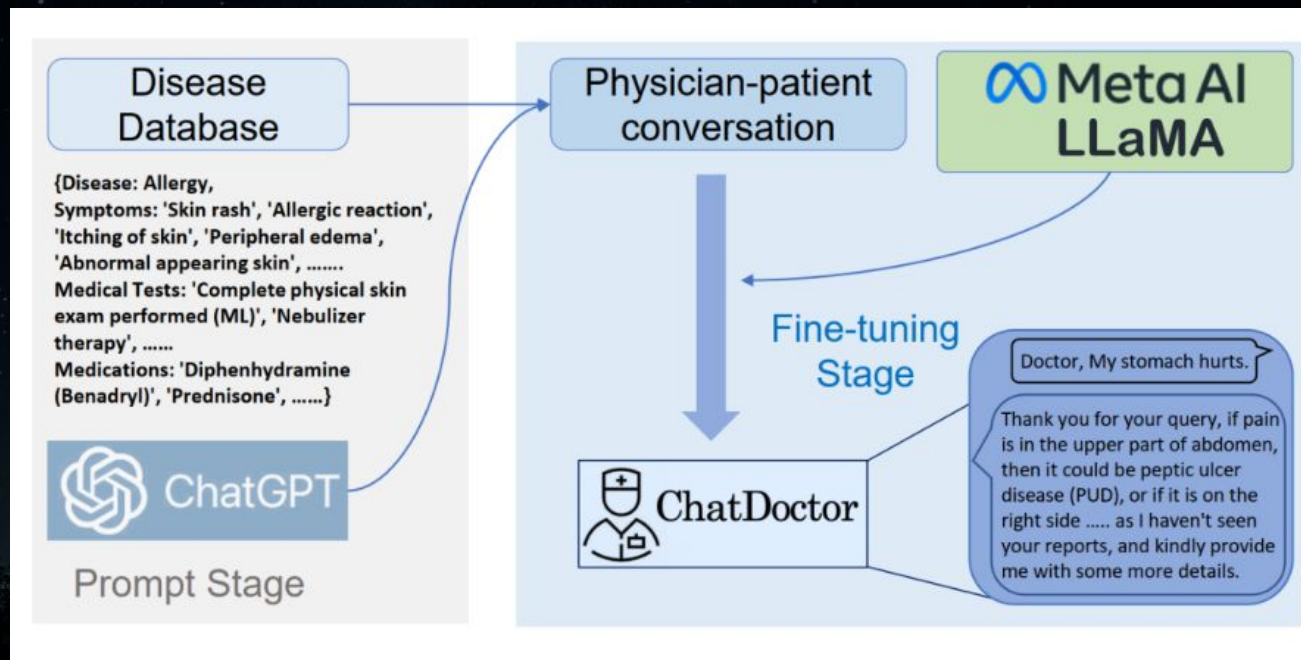 Disease
Database
{Disease: Allergy,
Symptoms: 'Skin rash', 'Allergic reaction',
'Itching of skin', 'Peripheral edema',
'Abnormal appearing skin', …….
Medical Tests: 'Complete physical skin
exam performed (ML)', 'Nebulizer
therapy', ……
Medications: 'Diphenhydramine
(Benadryl)', 'Prednisone', ……}
ChatGPT
Prompt Stage
Physician-patient
conversation
Meta AI
LLaMA
Fine-tuning
Stage
ChatDoctor
Doctor, My stomach hurts.
Thank you for your query, if pain
is in the upper part of abdomen,
then it could be peptic ulcer
disease (PUD), or if it is on the
right side ..... as I haven't seen
your reports, and kindly provide
me with some more details.